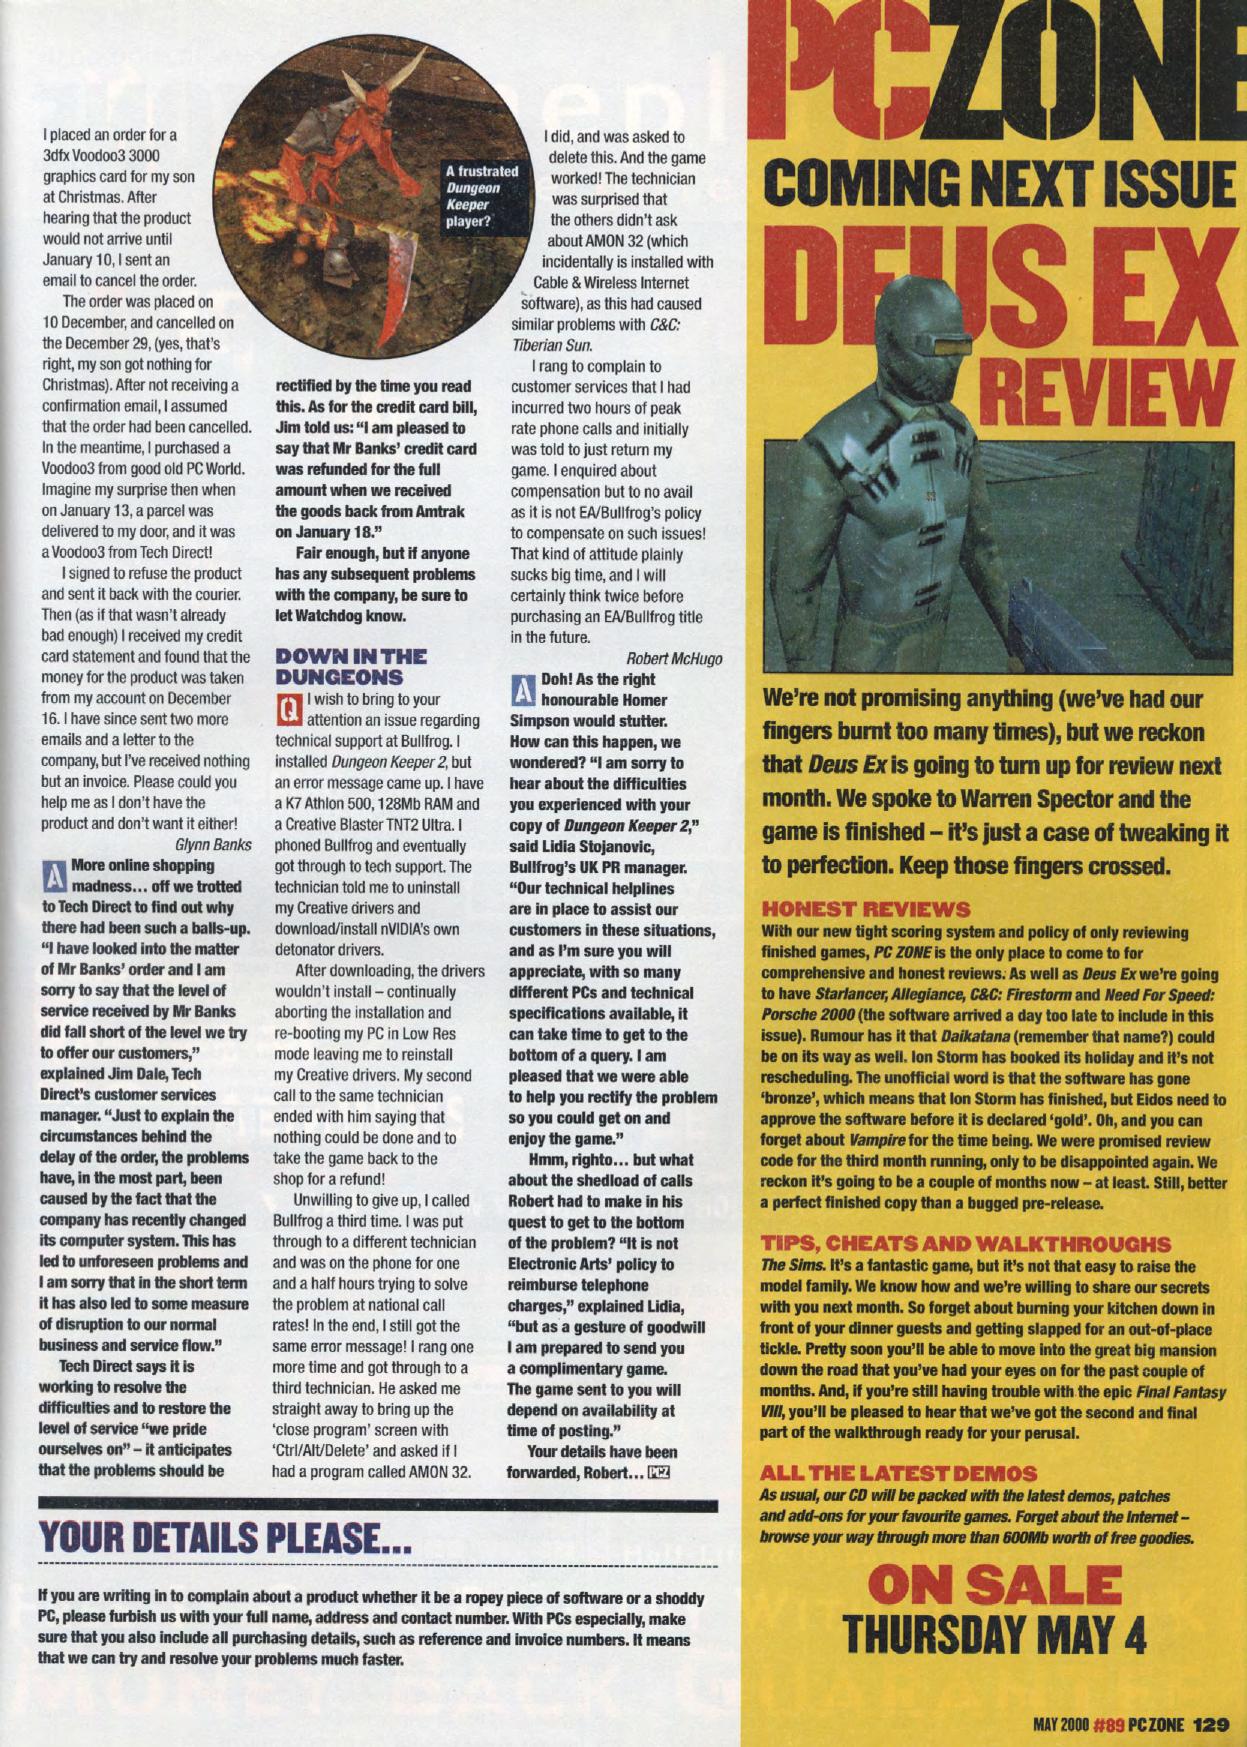 I placed an order for a
3dfx Voodoo3 3000
graphics card for my son
at Christmas. After
hearing that the product
would not arrive until
January 10, I sent an
email to cancel the order.
The order was placed on
10 December, and cancelled on
the December 29, (yes, that's
right, my son got nothing for
Christmas). After not receiving a
confirmation email, I assumed
that the order had been cancelled.
In the meantime, I purchased a
Voodoo3 from good old PC World.
Imagine my surprise then when
on January 13, a parcel was
delivered to my door, and it was
a Voodoo3 from Tech Direct!
I signed to refuse the product
and sent it back with the courier.
Then (as if that wasn't already
bad enough) I received my credit
card statement and found that the
money for the product was taken
from my account on December
16. I have since sent two more
emails and a letter to the
company, but I've received nothing
but an invoice. Please could you
help me as I don't have the
product and don't want it either!
Glynn Banks
A More online shopping
madness... off we trotted
to Tech Direct to find out why
there had been such a balls-up.
"I have looked into the matter
of Mr Banks' order and I am
sorry to say that the level of
service received by Mr Banks
did fall short of the level we try
to offer our customers,"
explained Jim Dale, Tech
Direct's customer services
manager. "Just to explain the
circumstances behind the
delay of the order, the problems
have, in the most part, been
caused by the fact that the
company has recently changed
its computer system. This has
led to unforeseen problems and
I am sorry that in the short term
it has also led to some measure
of disruption to our normal
business and service flow."
Tech Direct says it is
working to resolve the
difficulties and to restore the
level of service "we pride
ourselves on" – it anticipates
that the problems should be
A frustrated
Dungeon
Keeper
player?
rectified by the time you read
this. As for the credit card bill,
Jim told us: "I am pleased to
say that Mr Banks' credit card
was refunded for the full
amount when we received
the goods back from Amtrak
on January 18."
Fair enough, but if anyone
has any subsequent problems
with the company, be sure to
let Watchdog know.
DOWN IN THE
DUNGEONS
Q I wish to bring to your
attention an issue regarding
technical support at Bullfrog. I
installed Dungeon Keeper 2, but
an error message came up. I have
a K7 Athlon 500, 128Mb RAM and
a Creative Blaster TNT2 Ultra. I
phoned Bullfrog and eventually
got through to tech support. The
technician told me to uninstall
my Creative drivers and
download/install nVIDIA's own
detonator drivers.
After downloading, the drivers
wouldn't install – continually
aborting the installation and
re-booting my PC in Low Res
mode leaving me to reinstall
my Creative drivers. My second
call to the same technician
ended with him saying that
nothing could be done and to
take the game back to the
shop for a refund!
Unwilling to give up, I called
Bullfrog a third time. I was put
through to a different technician
and was on the phone for one
and a half hours trying to solve
the problem at national call
rates! In the end, I still got the
same error message! I rang one
more time and got through to a
third technician. He asked me
straight away to bring up the
'close program' screen with
'Ctrl/Alt/Delete' and asked if I
had a program called AMON 32.
I did, and was asked to
delete this. And the game
worked! The technician
was surprised that
the others didn't ask
about AMON 32 (which
incidentally is installed with
Cable & Wireless Internet
software), as this had caused
similar problems with C&C:
Tiberian Sun.
I rang to complain to
customer services that I had
incurred two hours of peak
rate phone calls and initially
was told to just return my
game. I enquired about
compensation but to no avail
as it is not EA/Bullfrog's policy
to compensate on such issues!
That kind of attitude plainly
sucks big time, and I will
certainly think twice before
purchasing an EA/Bullfrog title
in the future.
Robert McHugo
A Doh! As the right
honourable Homer
Simpson would stutter.
How can this happen, we
wondered? "I am sorry to
hear about the difficulties
you experienced with your
copy of Dungeon Keeper 2,"
said Lidia Stojanovic,
Bullfrog's UK PR manager.
"Our technical helplines
are in place to assist our
customers in these situations,
and as I'm sure you will
appreciate, with so many
different PCs and technical
specifications available, it
can take time to get to the
bottom of a query. I am
pleased that we were able
to help you rectify the problem
so you could get on and
enjoy the game."
Hmm, righto... but what
about the shedload of calls
Robert had to make in his
quest to get to the bottom
of the problem? "It is not
Electronic Arts' policy to
reimburse telephone
charges," explained Lidia,
"but as a gesture of goodwill
I am prepared to send you
a complimentary game.
The game sent to you will
depend on availability at
time of posting."
Your details have been
forwarded, Robert... PCZ
YOUR DETAILS PLEASE...
If you are writing in to complain about a product whether it be a ropey piece of software or a shoddy
PC, please furbish us with your full name, address and contact number. With PCs especially, make
sure that you also include all purchasing details, such as reference and invoice numbers. It means
that we can try and resolve your problems much faster.
PCZONE
COMING NEXT ISSUE
DEUS EX
REVIEW
We're not promising anything (we've had our
fingers burnt too many times), but we reckon
that Deus Ex is going to turn up for review next
month. We spoke to Warren Spector and the
game is finished – it's just a case of tweaking it
to perfection. Keep those fingers crossed.
HONEST REVIEWS
With our new tight scoring system and policy of only reviewing
finished games, PC ZONE is the only place to come to for
comprehensive and honest reviews. As well as Deus Ex we're going
to have Starlancer, Allegiance, C&C: Firestorm and Need For Speed:
Porsche 2000 (the software arrived a day too late to include in this
issue). Rumour has it that Daikatana (remember that name?) could
be on its way as well. Ion Storm has booked its holiday and it's not
rescheduling. The unofficial word is that the software has gone
'bronze', which means that Ion Storm has finished, but Eidos need to
approve the software before it is declared 'gold'. Oh, and you can
forget about Vampire for the time being. We were promised review
code for the third month running, only to be disappointed again. We
reckon it's going to be a couple of months now – at least. Still, better
a perfect finished copy than a bugged pre-release.
TIPS, CHEATS AND WALKTHROUGHS
The Sims. It's a fantastic game, but it's not that easy to raise the
model family. We know how and we're willing to share our secrets
with you next month. So forget about burning your kitchen down in
front of your dinner guests and getting slapped for an out-of-place
tickle. Pretty soon you'll be able to move into the great big mansion
down the road that you've had your eyes on for the past couple of
months. And, if you're still having trouble with the epic Final Fantasy
VIII, you'll be pleased to hear that we've got the second and final
part of the walkthrough ready for your perusal.
ALL THE LATEST DEMOS
As usual, our CD will be packed with the latest demos, patches
and add-ons for your favourite games. Forget about the Internet –
browse your way through more than 600Mb worth of free goodies.
ON SALE
THURSDAY MAY 4
MAY 2000 #89 PC ZONE 129